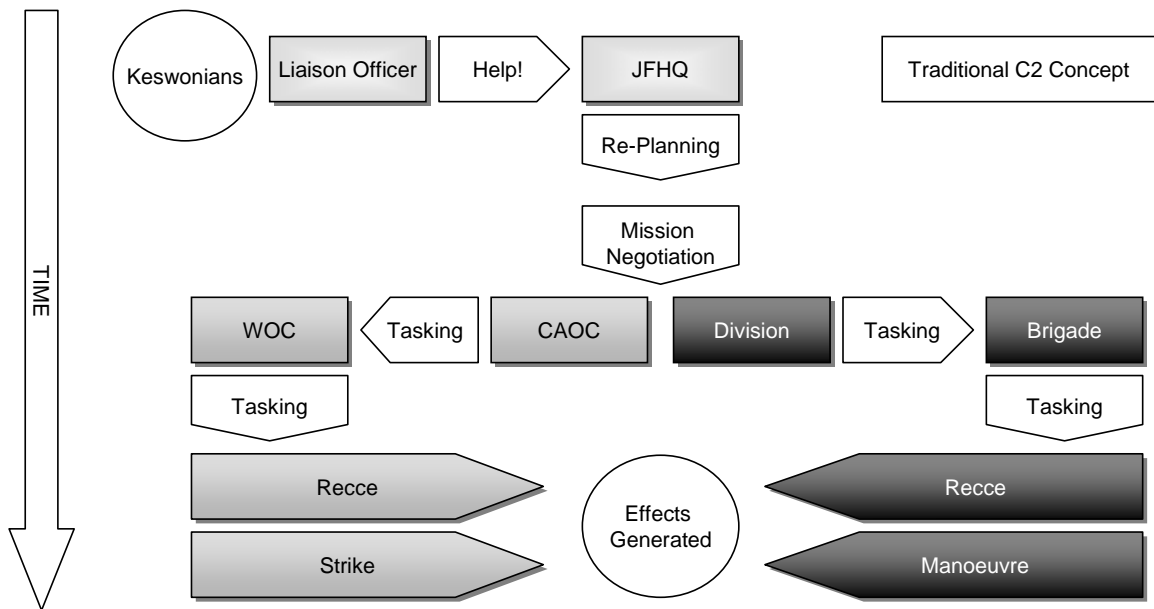 Keswonians
Liaison Officer
Help!
JFHQ
Traditional C2 Concept
Re-Planning
Mission
Negotiation
TIME
WOC
Tasking
CAOC
Division
Tasking
Brigade
Tasking
Tasking
Recce
Effects
Generated
Recce
Strike
Manoeuvre